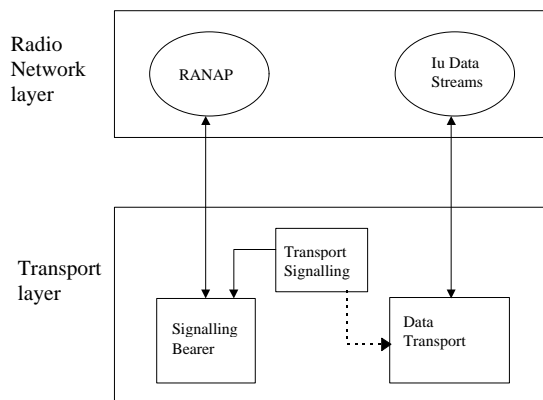 Radio
Network
layer
RANAP
Iu Data
Streams
Transport
layer
Transport
Signalling
Signalling
Bearer
Data
Transport